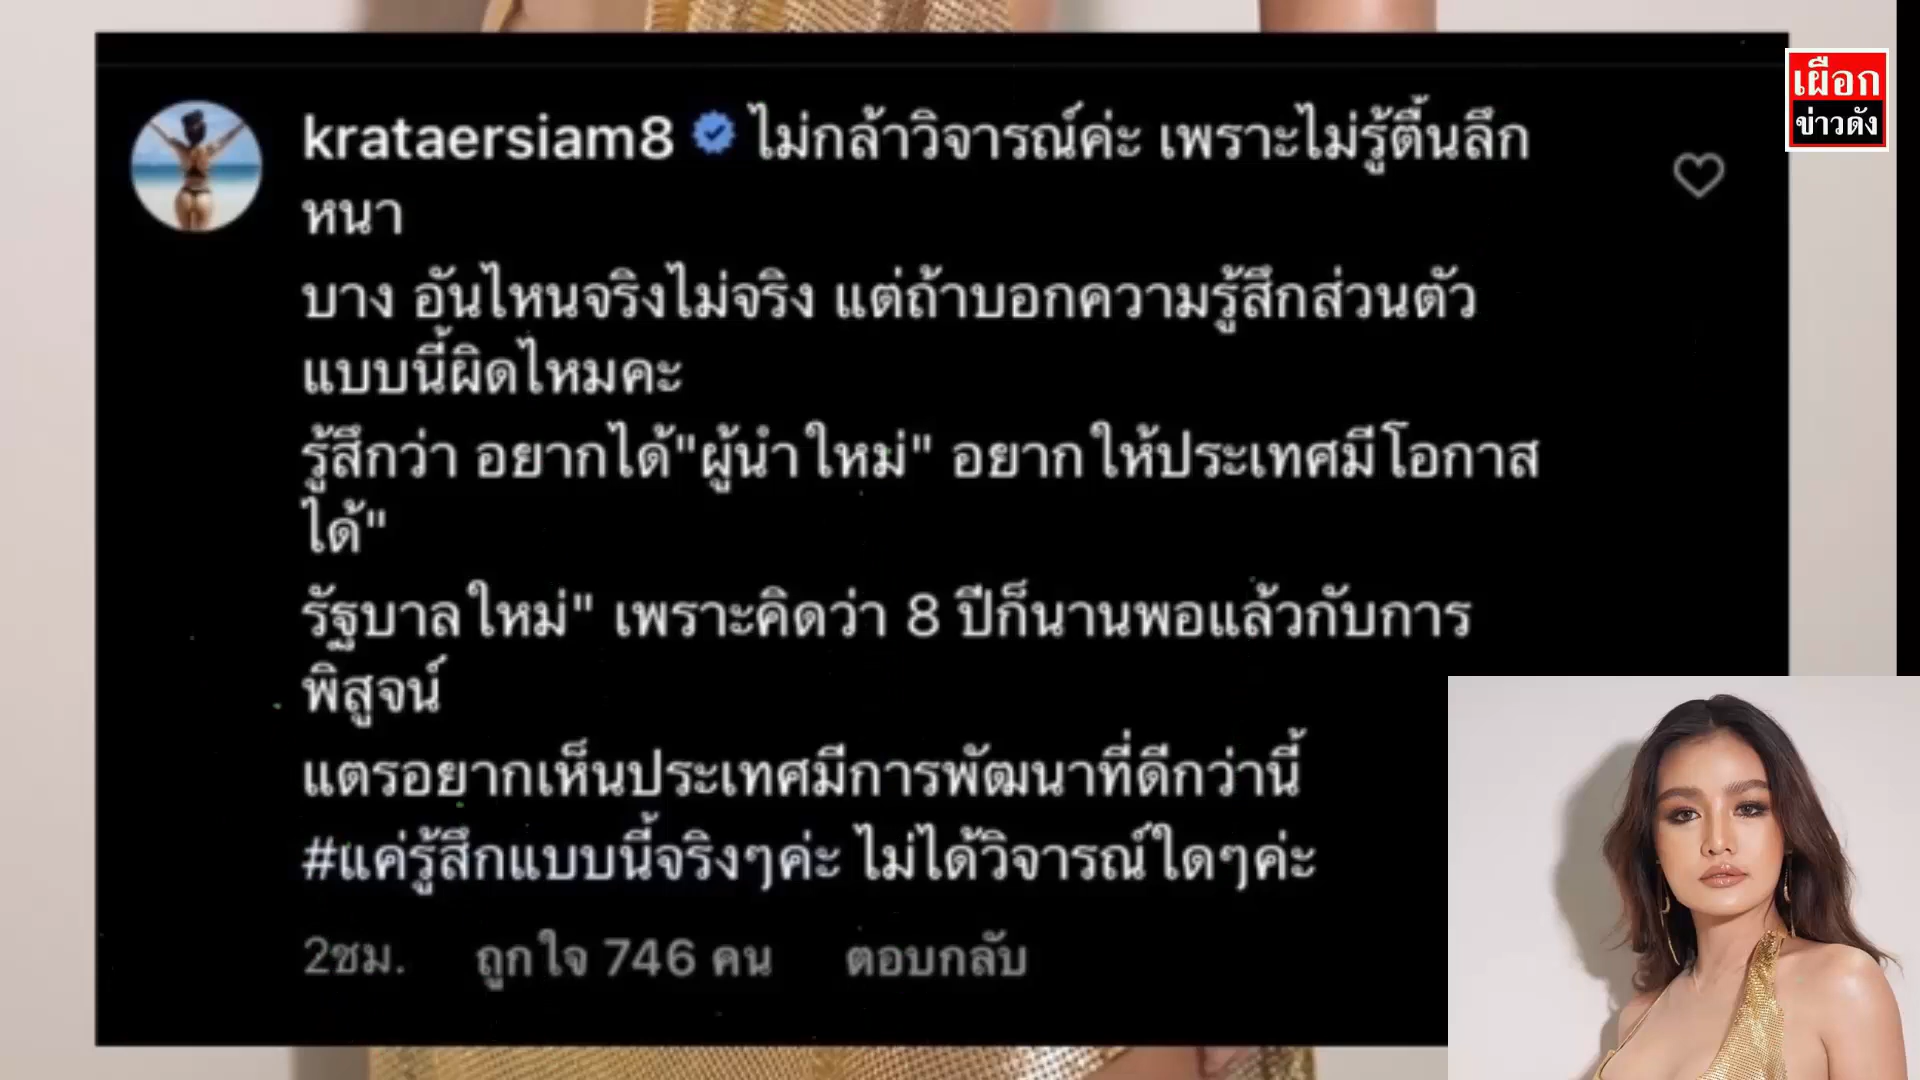 เผือก
ข่าวดัง
krataersiam8 ไม่กล้าวิจารณ์ค่ะ เพราะไม่รู้ตื้นลึก
หนา
บาง อันไหนจริงไม่จริง แต่ถ้าบอกความรู้สึกส่วนตัว
แบบนี้ผิดไหมคะ
รู้สึกว่า อยากได้"ผู้นำใหม่" อยากให้ประเทศมีโอกาส
ได้"
รัฐบาลใหม่" เพราะคิดว่า 8 ปีก็นานพอแล้วกับการ
พิสูจน์
แตรอยากเห็นประเทศมีการพัฒนาที่ดีกว่านี้
#แค่รู้สึกแบบนี้จริงๆค่ะ ไม่ได้วิจารณ์ใดๆค่ะ
2ชม. ถูกใจ 746 คน ตอบกลับ